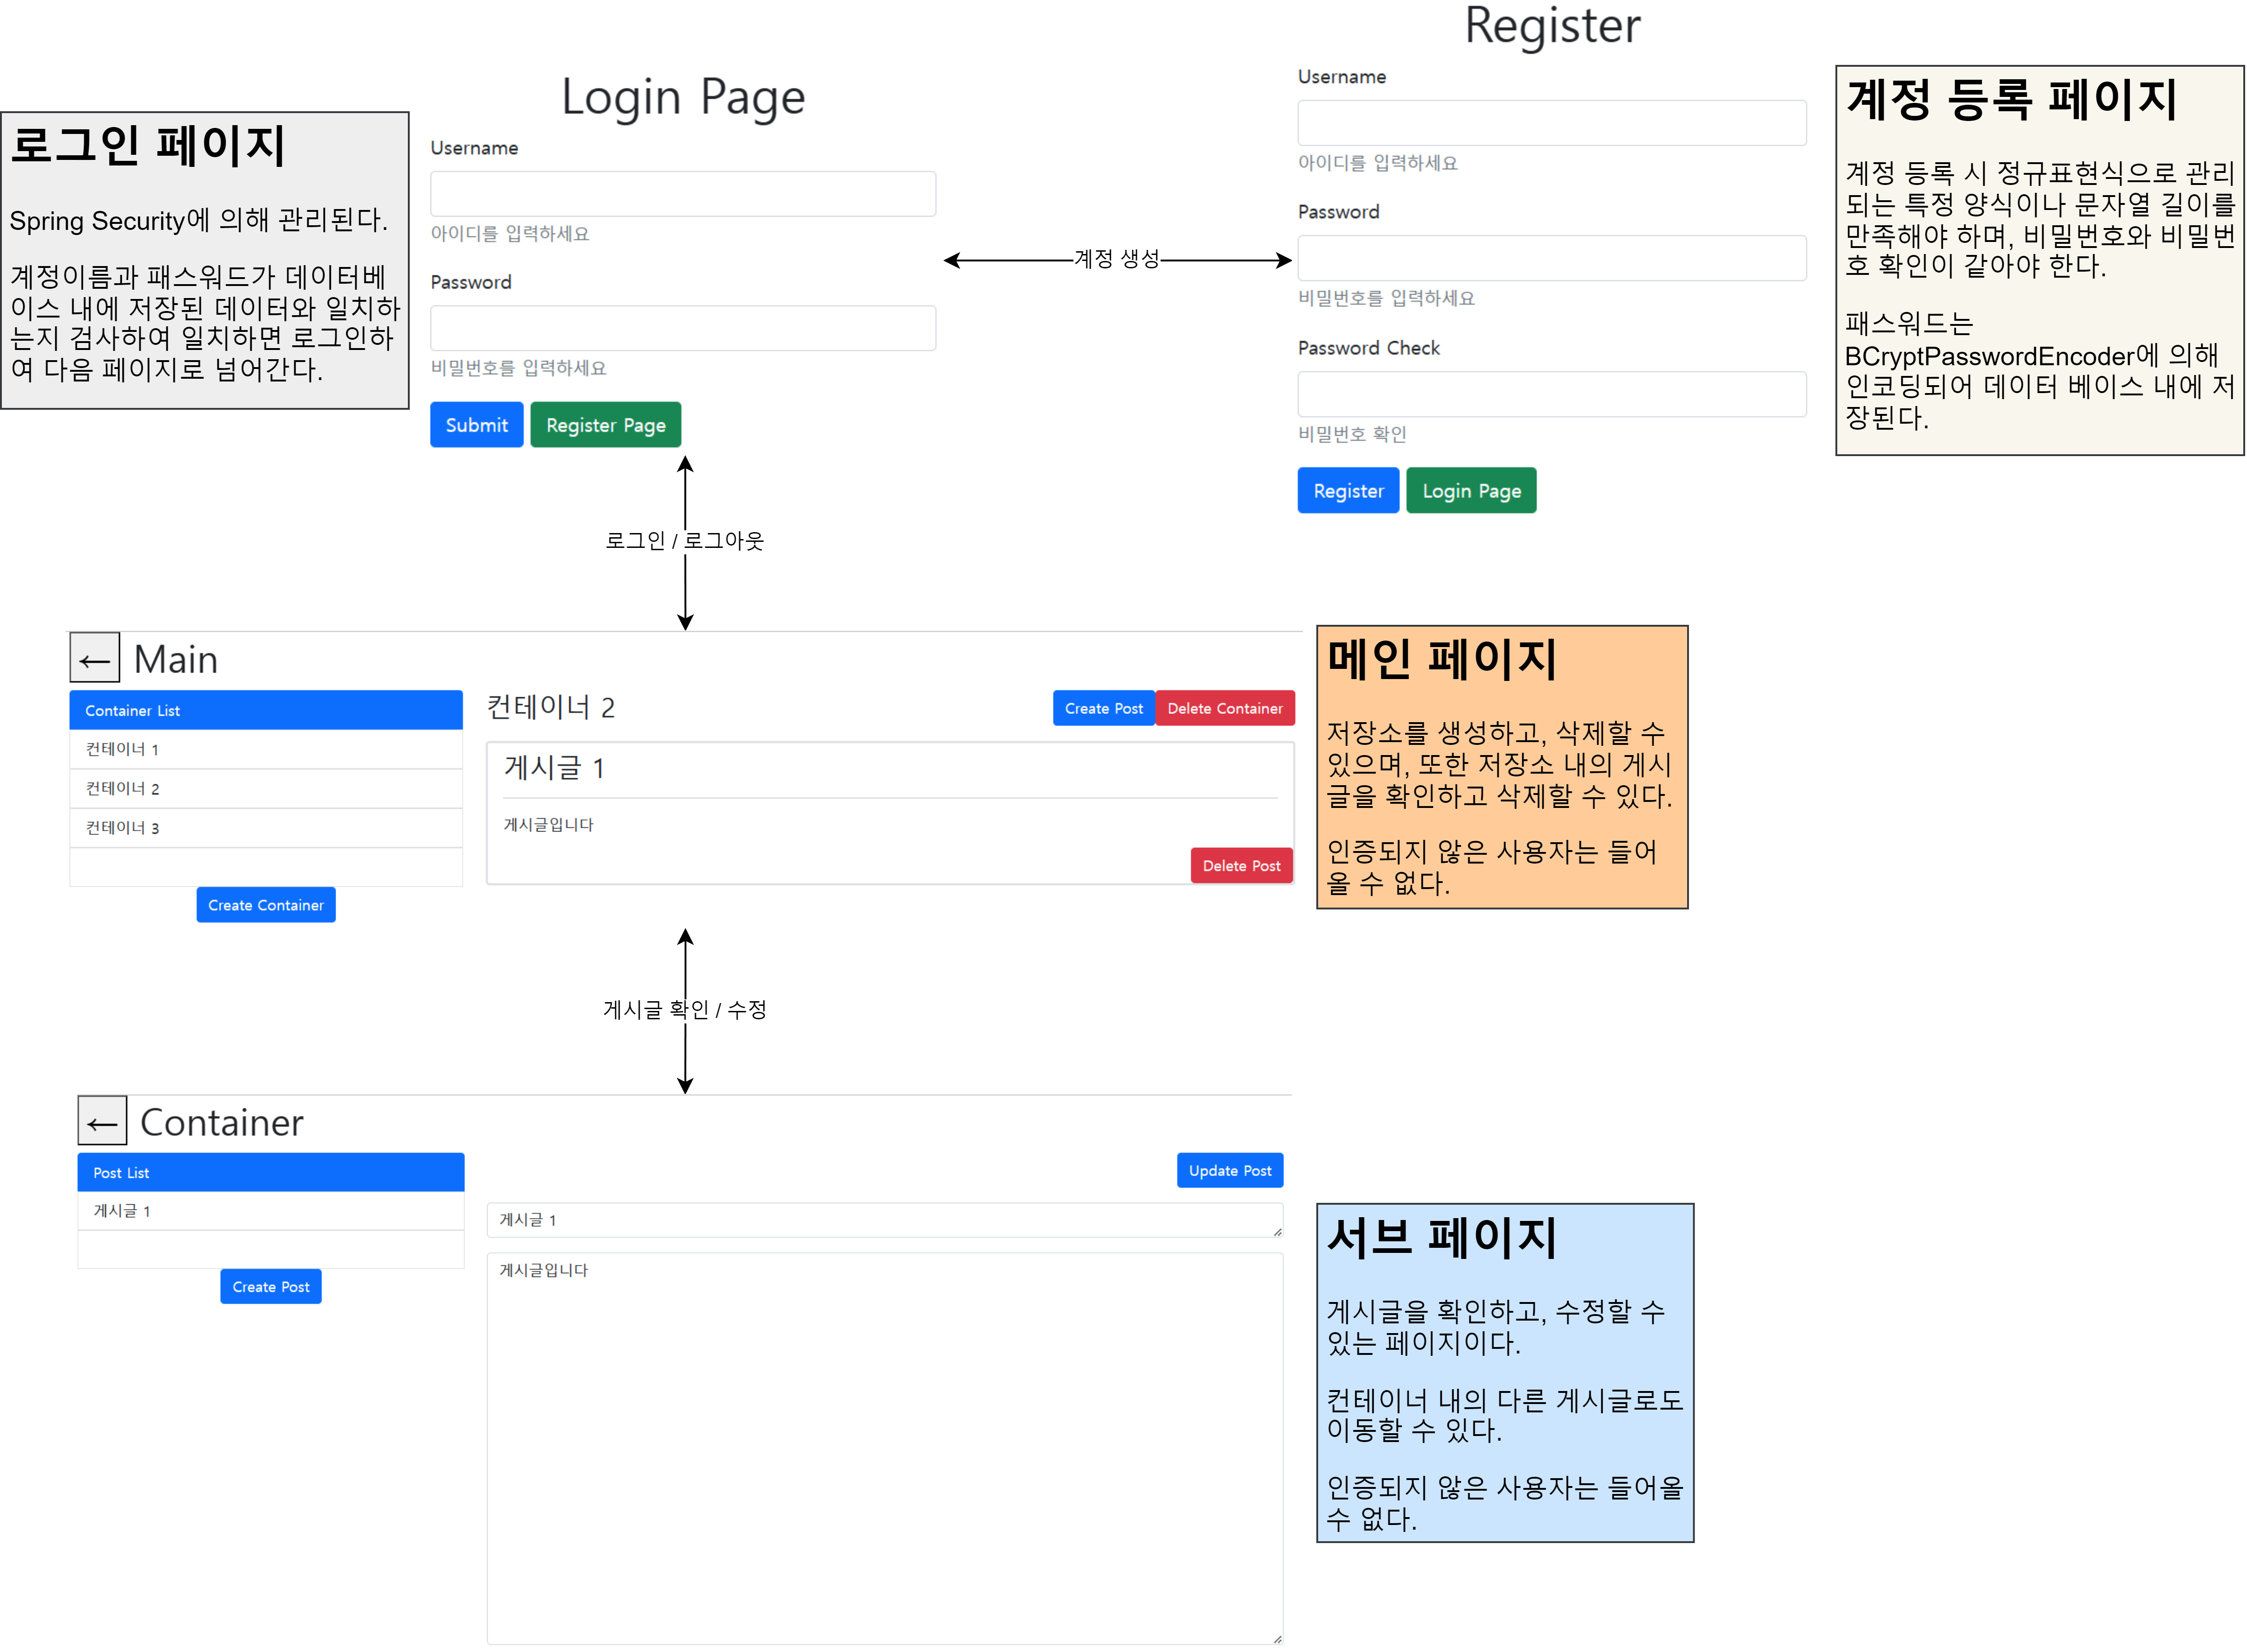 로그인 페이지
Spring Security에 의해 관리된다.
계정이름과 패스워드가 데이터베
이스 내에 저장된 데이터와 일치하
는지 검사하여 일치하면 로그인하
여 다음 페이지로 넘어간다.
Login Page
Username
아이디를 입력하세요
Password
비밀번호를 입력하세요
Submit
Register Page
계정 생성
Register
Username
아이디를 입력하세요
Password
비밀번호를 입력하세요
Password Check
비밀번호 확인
Register
Login Page
계정 등록 페이지
계정 등록 시 정규표현식으로 관리
되는 특정 양식이나 문자열 길이를
만족해야 하며, 비밀번호와 비밀번
호 확인이 같아야 한다.
패스워드는
BCryptPasswordEncoder에 의해
인코딩되어 데이터 베이스 내에 저
장된다.
로그인 / 로그아웃
← Main
Container List
컨테이너 1
컨테이너 2
컨테이너 3
Create Container
컨테이너 2
Create Post
Delete Container
게시글 1
게시글입니다
Delete Post
메인 페이지
저장소를 생성하고, 삭제할 수
있으며, 또한 저장소 내의 게시
글을 확인하고 삭제할 수 있다.
인증되지 않은 사용자는 들어
올 수 없다.
게시글 확인 / 수정
← Container
Post List
게시글 1
Create Post
Update Post
게시글 1
게시글입니다
서브 페이지
게시글을 확인하고, 수정할 수
있는 페이지이다.
컨테이너 내의 다른 게시글로도
이동할 수 있다.
인증되지 않은 사용자는 들어올
수 없다.